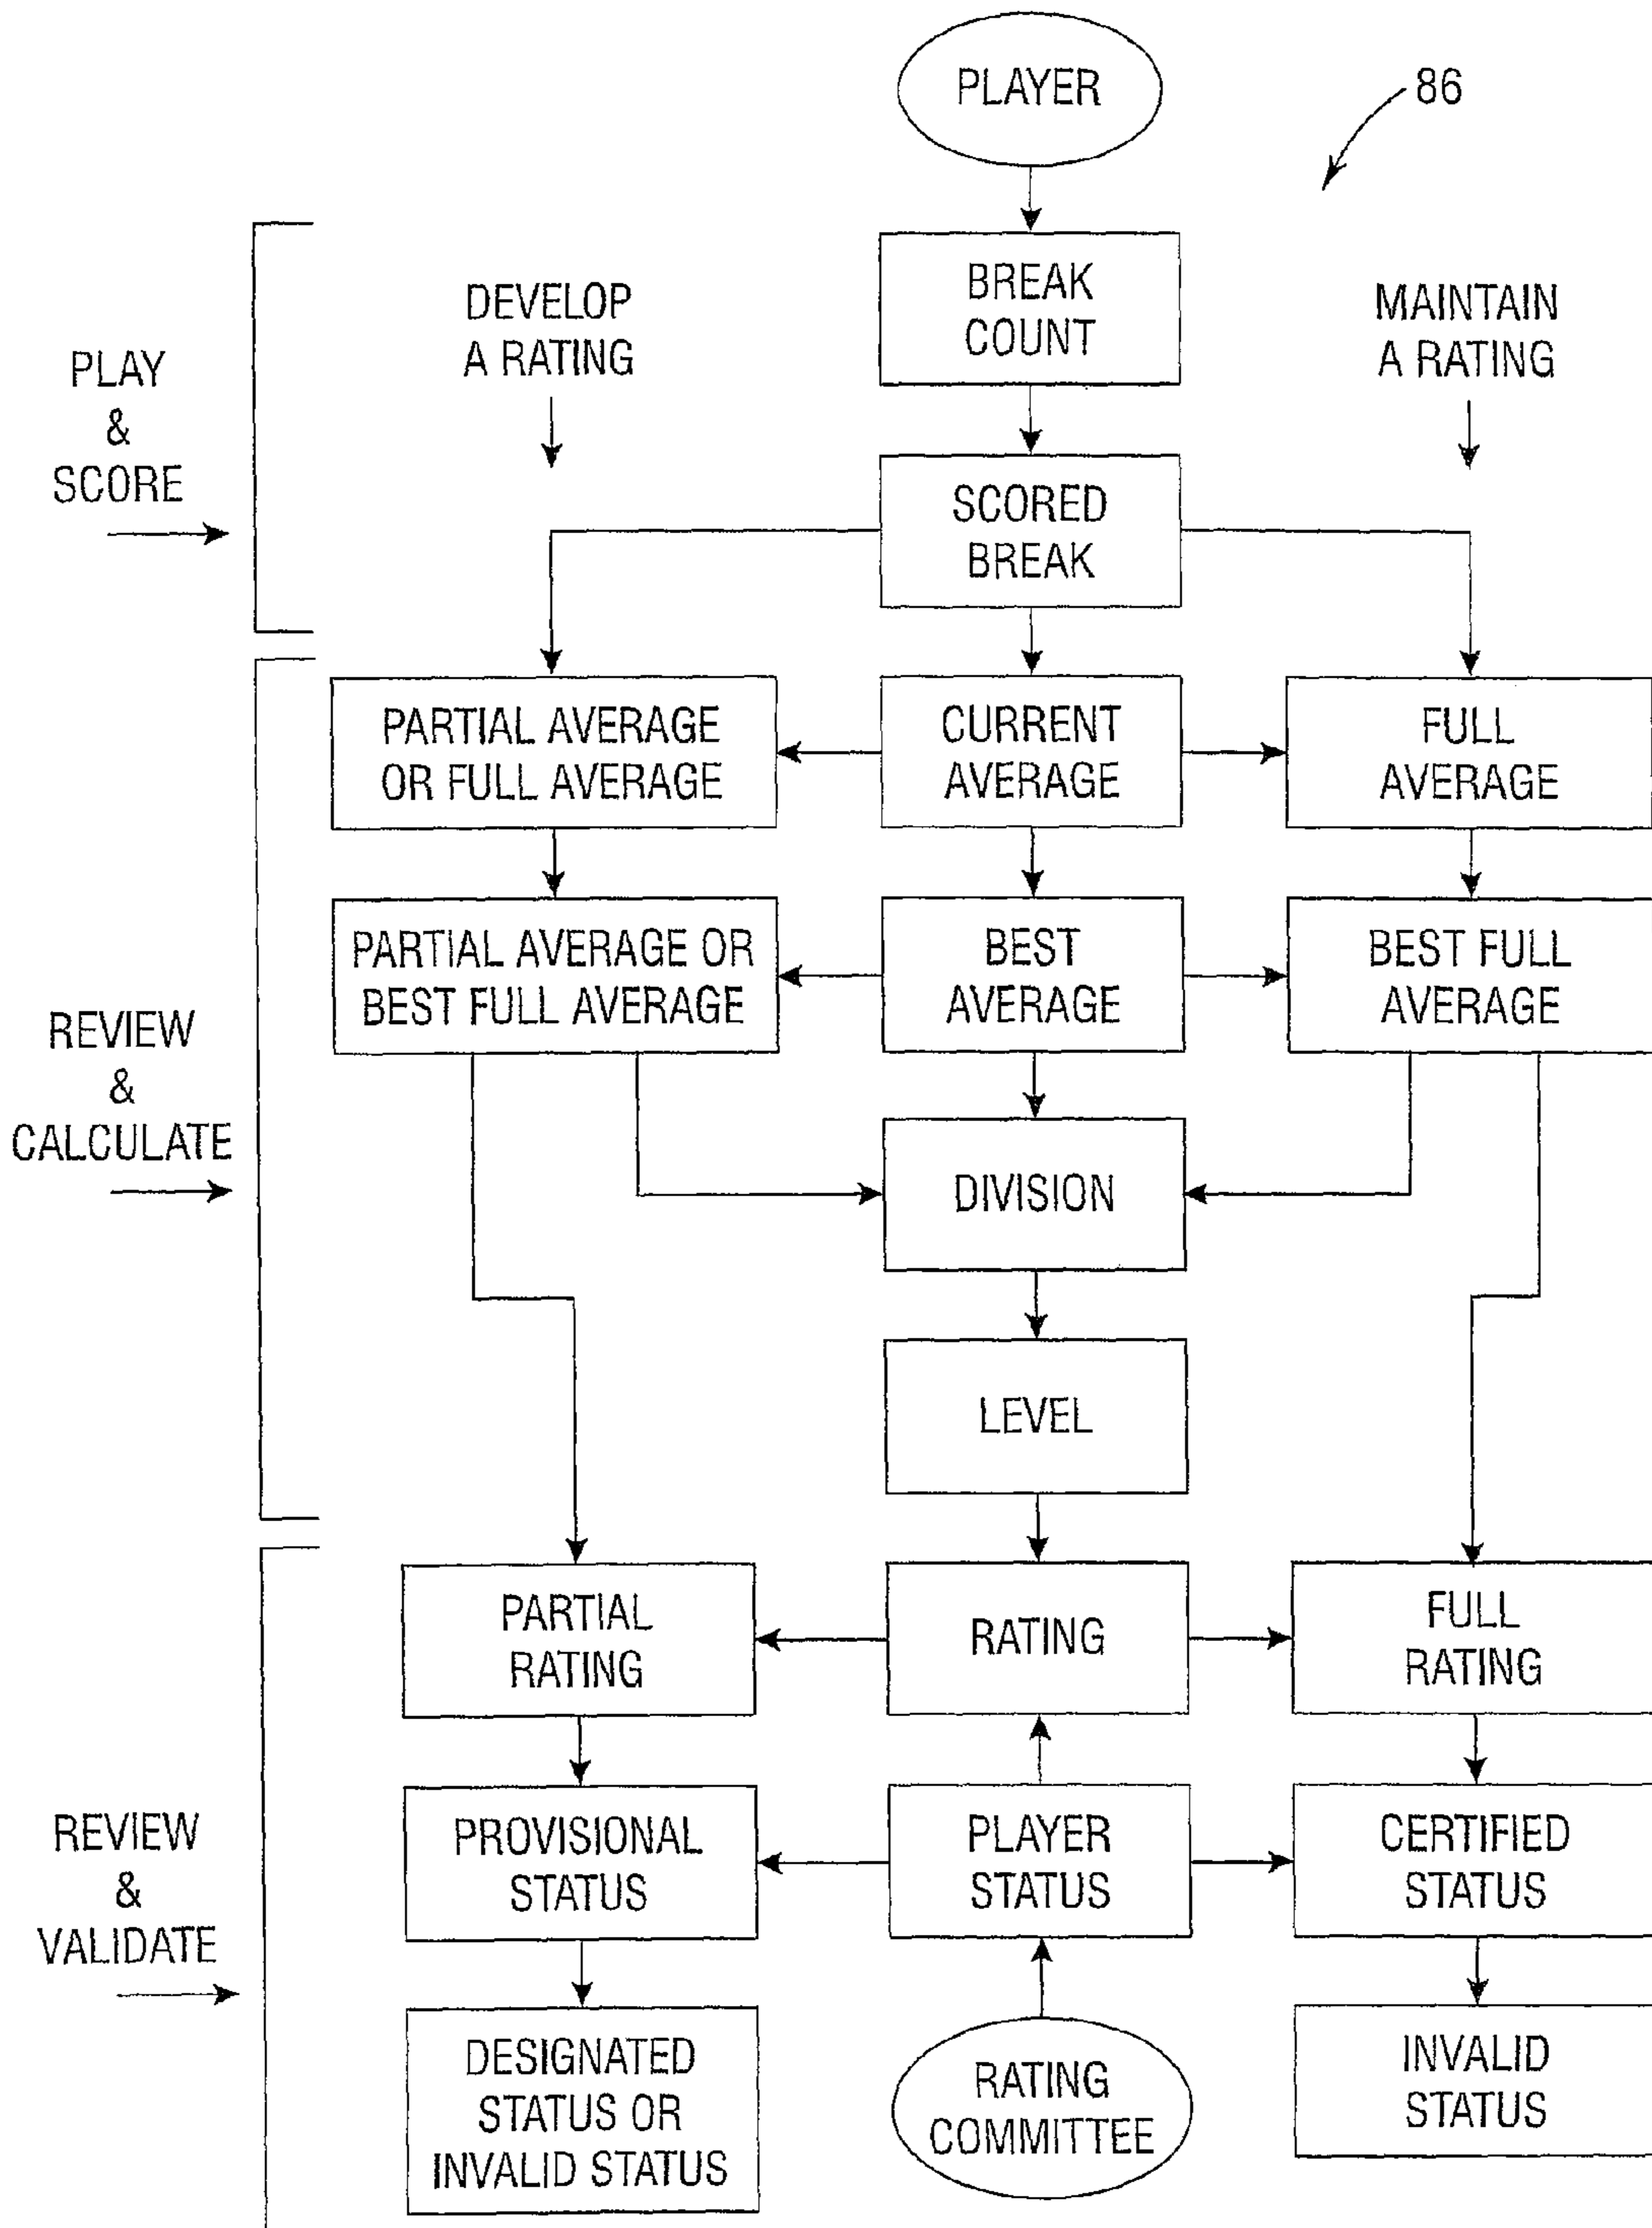 PLAYER
86
BREAK
COUNT
DEVELOP
A RATING
MAINTAIN
A RATING
PLAY
&
SCORE
SCORED
BREAK
PARTIAL AVERAGE
OR FULL AVERAGE
CURRENT
AVERAGE
FULL
AVERAGE
PARTIAL AVERAGE OR
BEST FULL AVERAGE
BEST
AVERAGE
BEST FULL
AVERAGE
REVIEW
&
CALCULATE
DIVISION
LEVEL
PARTIAL
RATING
RATING
FULL
RATING
REVIEW
&
VALIDATE
PROVISIONAL
STATUS
PLAYER
STATUS
CERTIFIED
STATUS
DESIGNATED
STATUS OR
INVALID STATUS
RATING
COMMITTEE
INVALID
STATUS